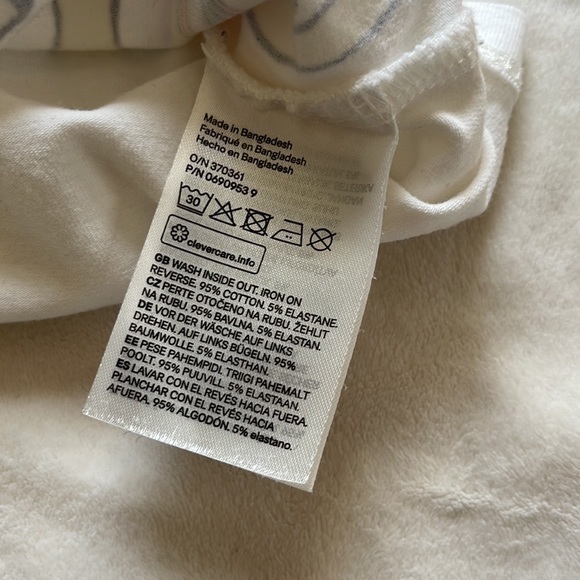 Made in Bangladesh
Fabriqué en Bangladesh
Hecho en Bangladesh
O/N 370361
P/N 0690953 9
30
clevercare.info
GB WASH INSIDE OUT. IRON ON
REVERSE. 95% COTTON. 5% ELASTANE.
CZ PERTE OTOČENO NA RUBU. ŽEHLIT
NA RUBU. 95% BAVLNA. 5% ELASTAN.
DE VOR DER WÄSCHE AUF LINKS
DREHEN. AUF LINKS BÜGELN. 95%
BAUMWOLLE. 5% ELASTHAN.
EE PESE PAHEMPIDI. TRIIGI PAHEMALT
POOLT. 95% PUUVILL. 5% ELASTAAN.
ES LAVAR CON EL REVÉS HACIA FUERA.
PLANCHAR CON EL REVÉS HACIA
AFUERA. 95% ALGODÓN. 5% elastano.